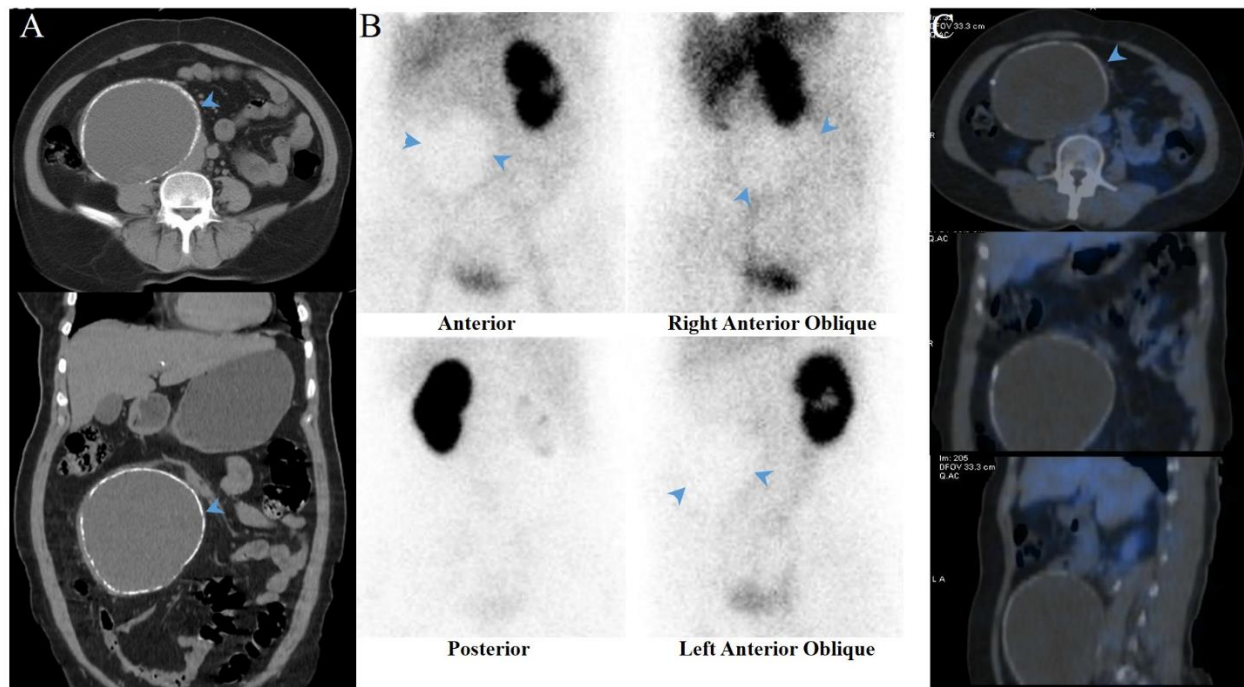 A
B
Anterior
Right Anterior Oblique
Posterior
Left Anterior Oblique
C
DFOV 33.3 cm
Q.AC
R
Q.AC
R
Im: 205
DFOV 33.3 cm
Q.AC
L A